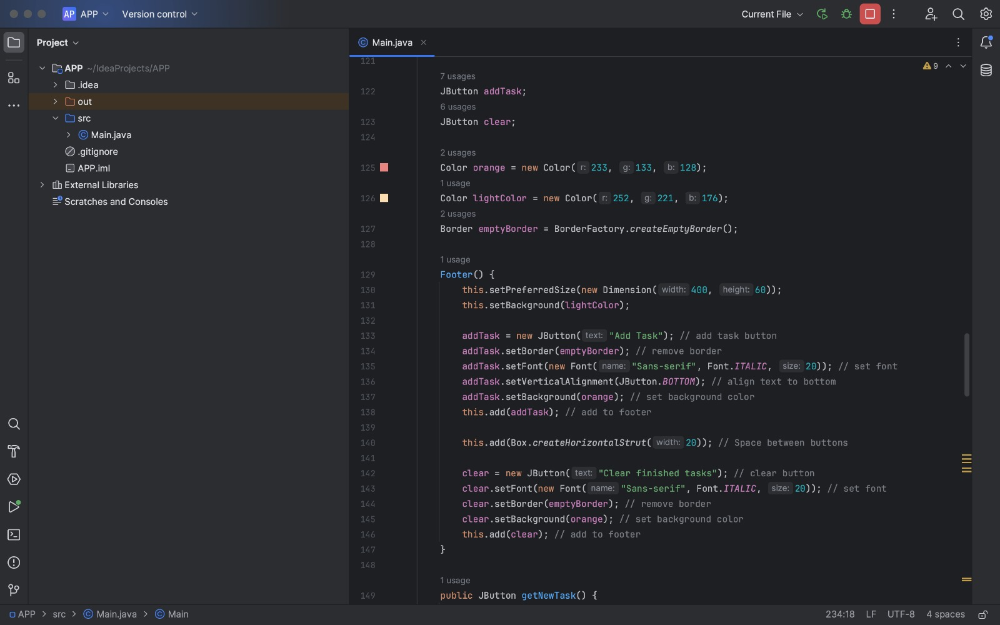 AP APP Version control Current File
Project
Main.java
APP ~/IdeaProjects/APP
.idea
out
src
Main.java
.gitignore
APP.iml
External Libraries
Scratches and Consoles
9
121
7 usages
122 JButton addTask;
6 usages
123 JButton clear;
124
2 usages
125 Color orange = new Color( r: 233, g: 133, b: 128);
1 usage
126 Color lightColor = new Color( r: 252, g: 221, b: 176);
2 usages
127 Border emptyBorder = BorderFactory.createEmptyBorder();
128
1 usage
129 Footer() {
130 this.setPreferredSize(new Dimension( width: 400, height: 60));
131 this.setBackground(lightColor);
132
133 addTask = new JButton( text: "Add Task"); // add task button
134 addTask.setBorder(emptyBorder); // remove border
135 addTask.setFont(new Font( name: "Sans-serif", Font.ITALIC, size: 20)); // set font
136 addTask.setVerticalAlignment(JButton.BOTTOM); // align text to bottom
137 addTask.setBackground(orange); // set background color
138 this.add(addTask); // add to footer
139
140 this.add(Box.createHorizontalStrut( width: 20)); // Space between buttons
141
142 clear = new JButton( text: "Clear finished tasks"); // clear button
143 clear.setFont(new Font( name: "Sans-serif", Font.ITALIC, size: 20)); // set font
144 clear.setBorder(emptyBorder); // remove border
145 clear.setBackground(orange); // set background color
146 this.add(clear); // add to footer
147 }
148
1 usage
149 public JButton getNewTask() {
APP > src > Main.java > Main 234:18 LF UTF-8 4 spaces